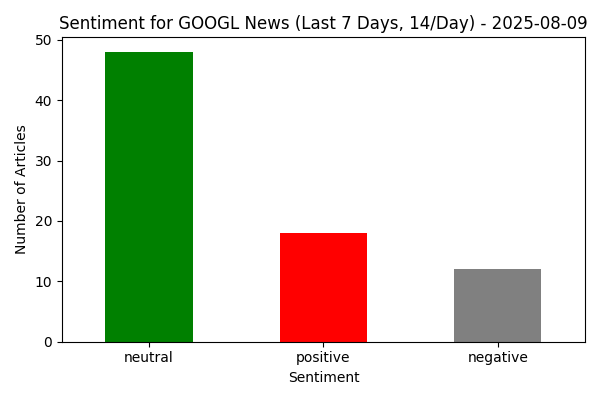 Sentiment for GOOGL News (Last 7 Days, 14/Day) - 2025-08-09
50
40
30
20
10
0
Number of Articles
neutral positive negative
Sentiment